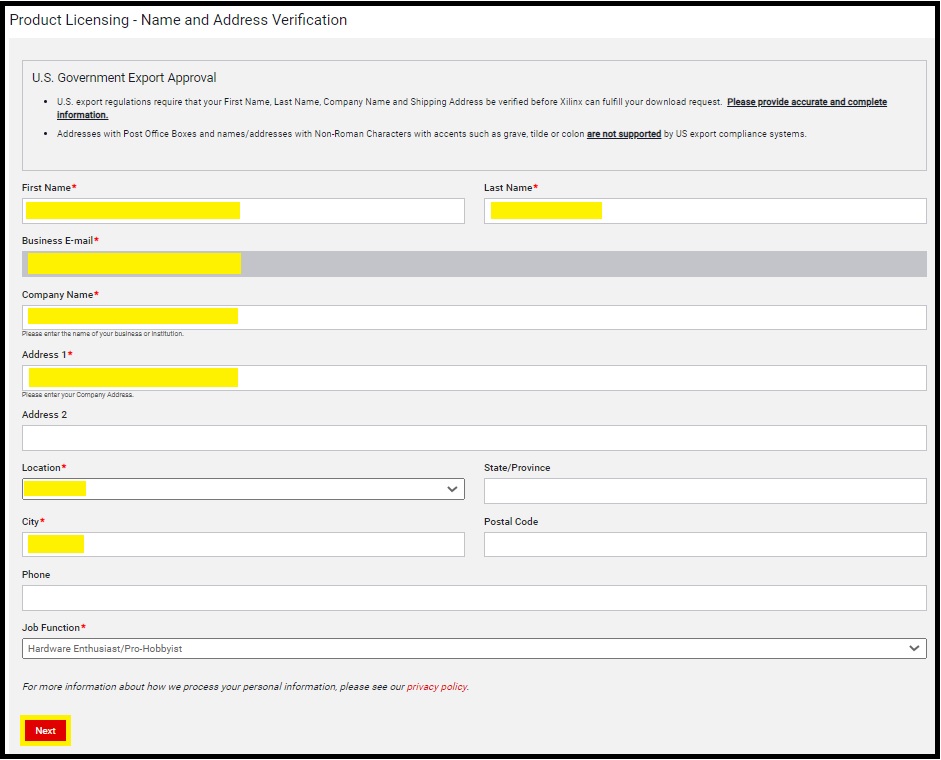 Product Licensing - Name and Address Verification
U.S. Government Export Approval
• U.S. export regulations require that your First Name, Last Name, Company Name and Shipping Address be verified before Xilinx can fulfill your download request. Please provide accurate and complete
information.
• Addresses with Post Office Boxes and names/addresses with Non-Roman Characters with accents such as grave, tilde or colon are not supported by US export compliance systems.
First Name*
Last Name*
Business E-mail*
Company Name*
Please enter the name of your business or institution.
Address 1*
Please enter your Company Address.
Address 2
Location*
State/Province
City*
Postal Code
Phone
Job Function*
Hardware Enthusiast/Pro-Hobbyist
For more information about how we process your personal information, please see our privacy policy.
Next